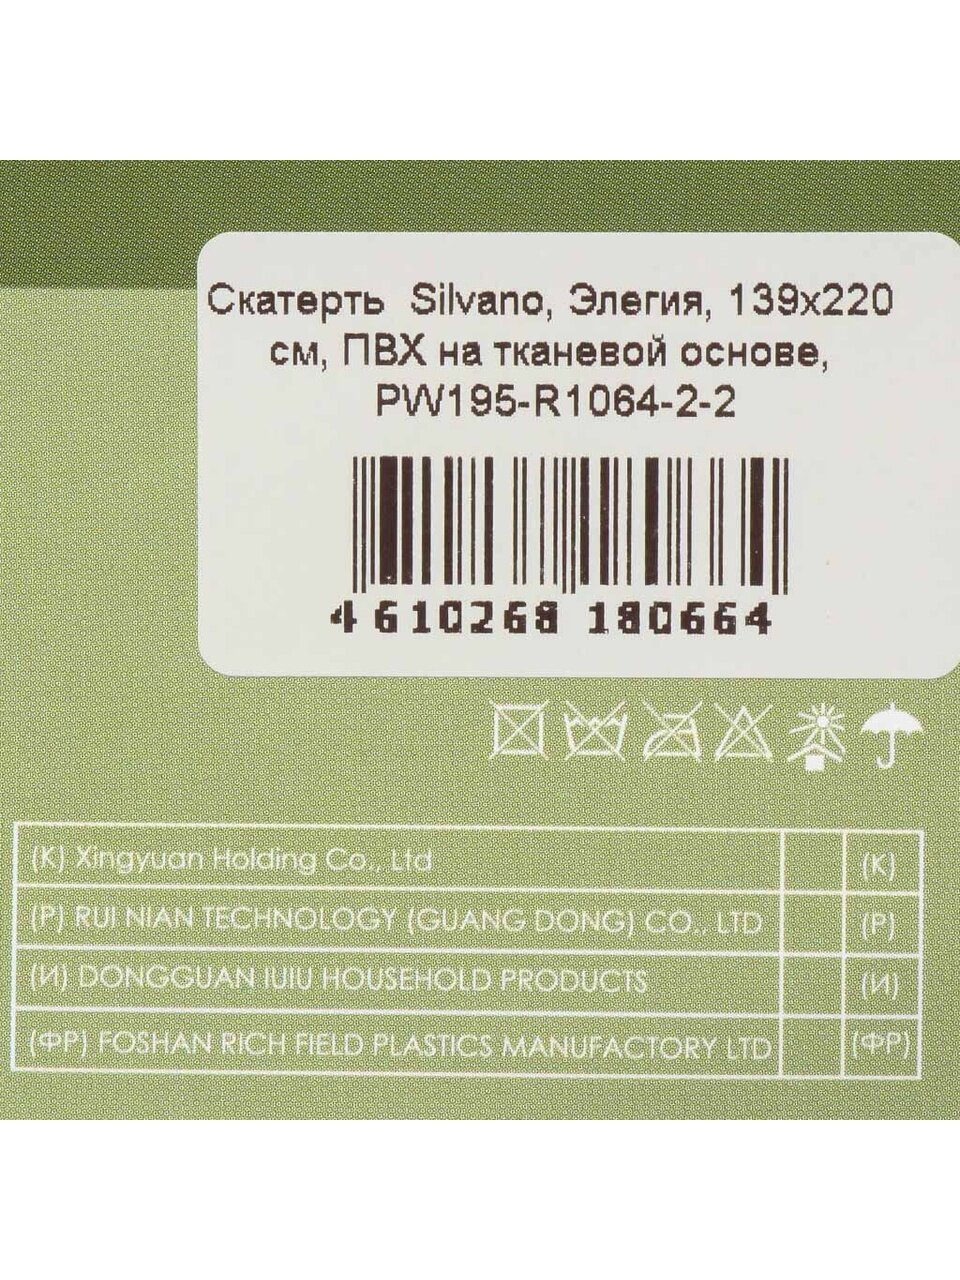 Скатерть Silvano, Элегия, 139x220
см, ПВХ на тканевой основе,
PW195-R1064-2-2
4 610268 180664
(К) Xingyuan Holding Co., Ltd (К)
(Р) RUI NIAN TECHNOLOGY (GUANG DONG) CO., LTD (Р)
(И) DONGGUAN IUIU HOUSEHOLD PRODUCTS (И)
(ФР) FOSHAN RICH FIELD PLASTICS MANUFACTORY LTD (ФР)